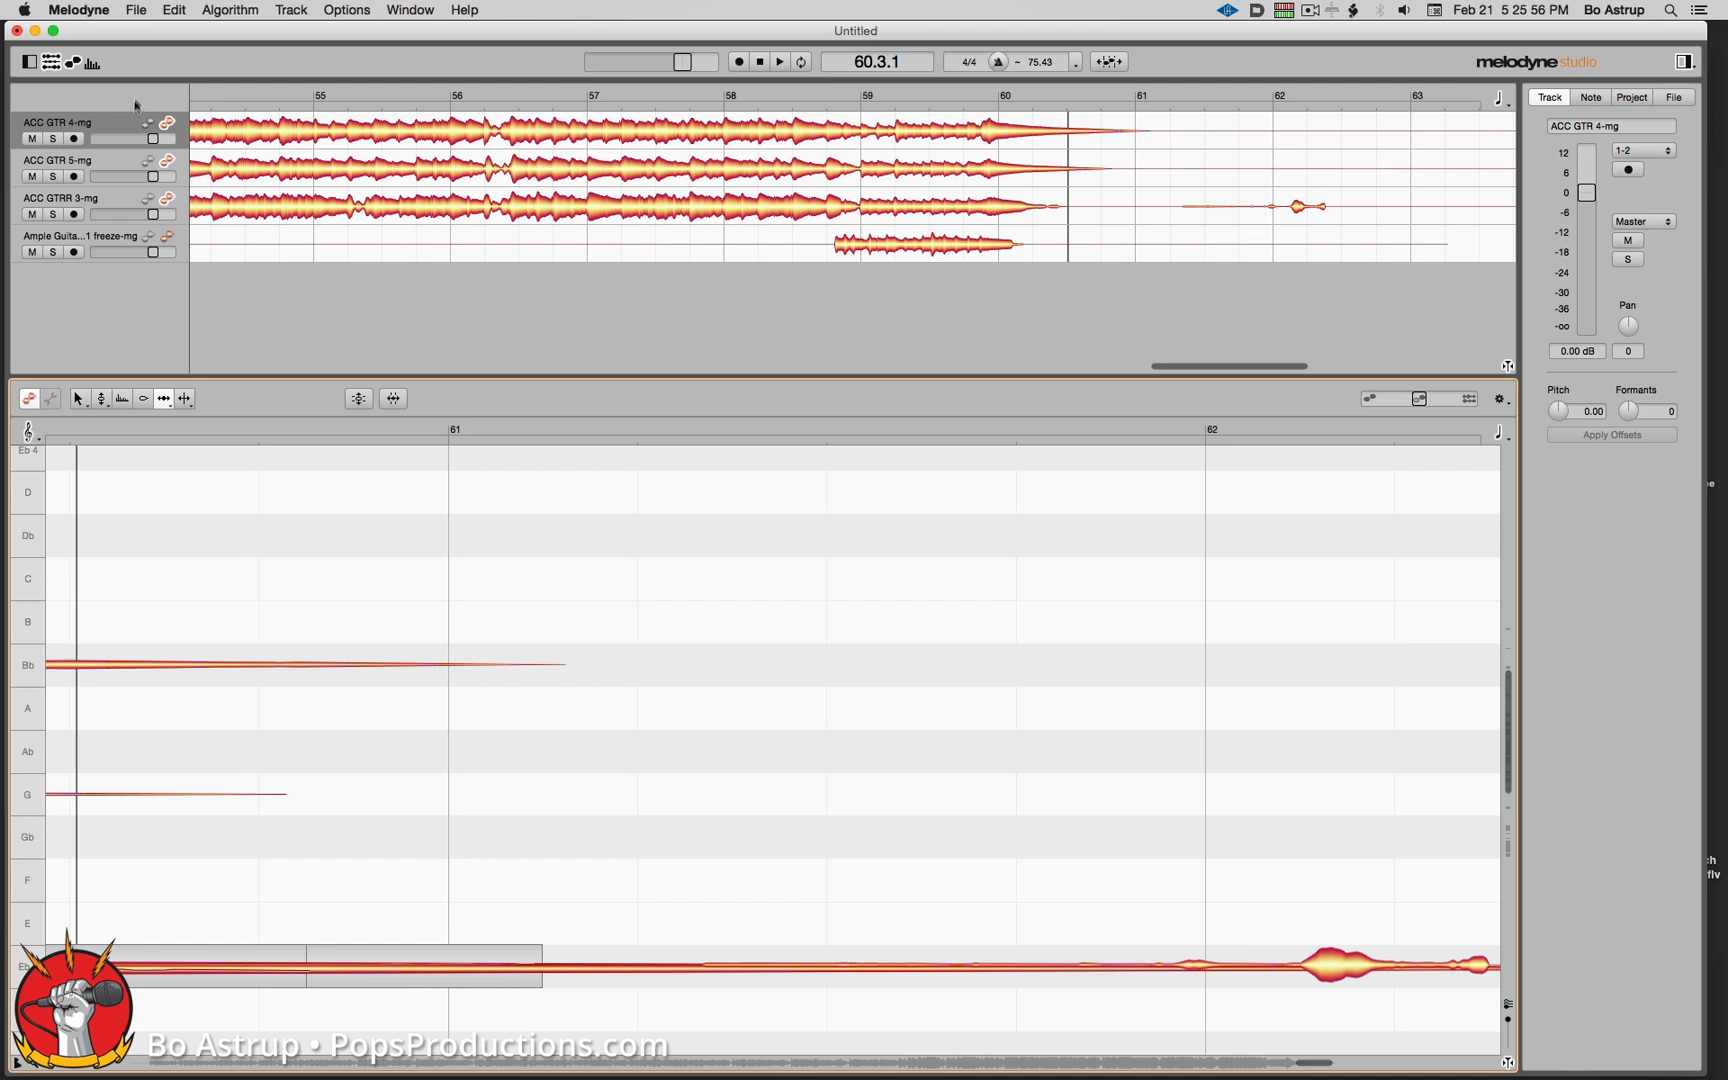 Melodyne File Edit Algorithm Track Options Window Help Feb 21 5 25 56 PM Bo Astrup
Untitled
60.3.1 4/4 ~ 75.43 melodyne studio
55 56 57 58 59 60 61 62 63
Track Note Project File
ACC GTR 4-mg
M S
ACC GTR 5-mg
M S
ACC GTRR 3-mg
M S
Ample Guita...1 freeze-mg
M S
ACC GTR 4-mg
12 1-2
6
0
-6 Master
-12 M
-18 S
-24
-30 Pan
-36
-oo
0.00 dB 0
Pitch Formants
0.00 0
Apply Offsets
61 62
Eb 4
D
Db
C
B
Bb
A
Ab
G
Gb
F
E
Eb
ee
ch
flv
Bo Astrup • PopsProductions.com